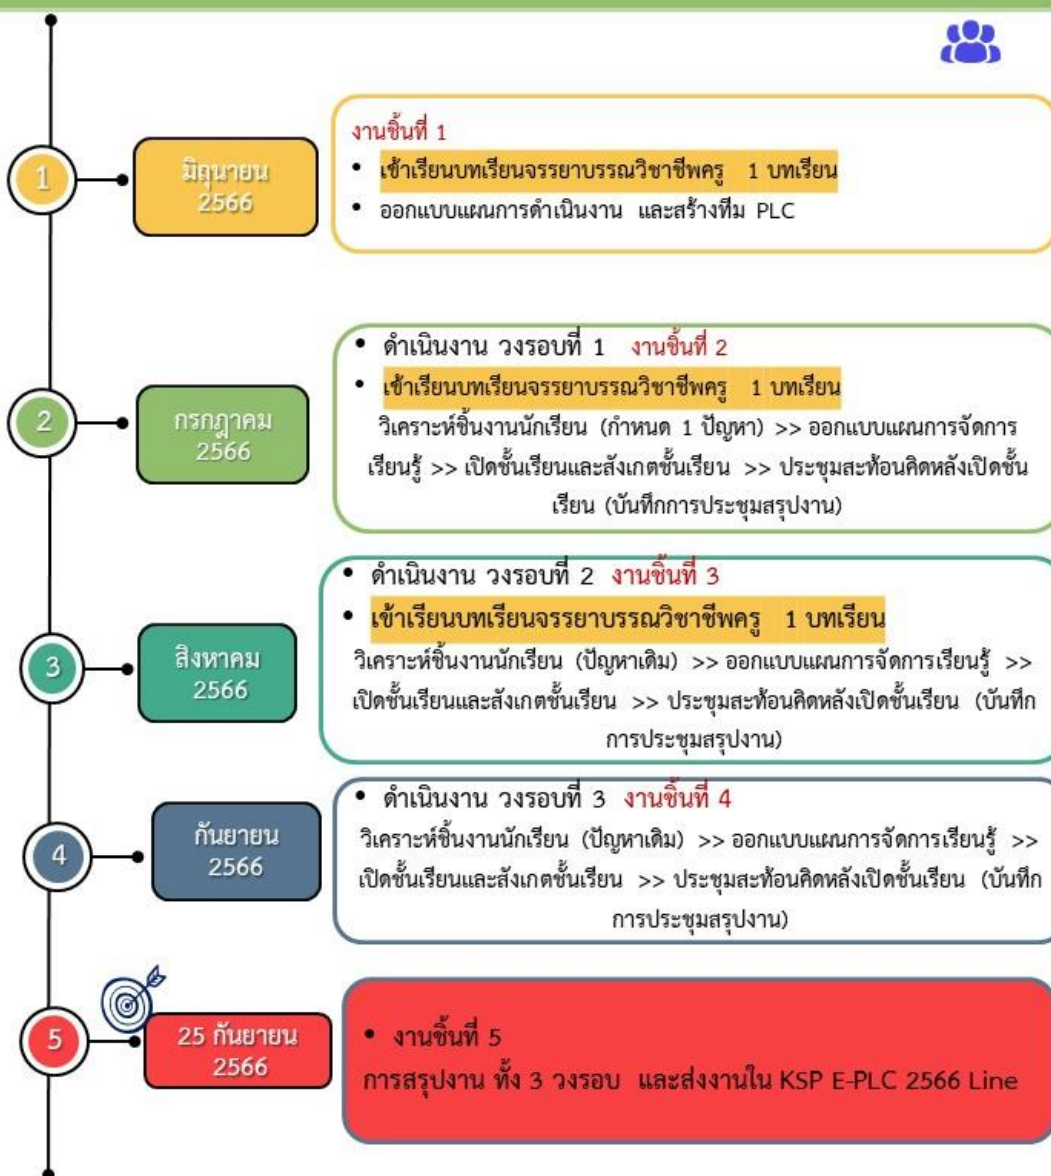 1
มิถุนายน
2566
งานชิ้นที่ 1
• เข้าเรียนบทเรียนจรรยาบรรณวิชาชีพครู 1 บทเรียน
• ออกแบบแผนการดำเนินงาน และสร้างทีม PLC
2
กรกฎาคม
2566
• ดำเนินงาน วงรอบที่ 1 งานชิ้นที่ 2
• เข้าเรียนบทเรียนจรรยาบรรณวิชาชีพครู 1 บทเรียน
วิเคราะห์ชิ้นงานนักเรียน (กำหนด 1 ปัญหา) >> ออกแบบแผนการจัดการ
เรียนรู้ >> เปิดชั้นเรียนและสังเกตชั้นเรียน >> ประชุมสะท้อนคิดหลังเปิดชั้น
เรียน (บันทึกการประชุมสรุปงาน)
3
สิงหาคม
2566
• ดำเนินงาน วงรอบที่ 2 งานชิ้นที่ 3
• เข้าเรียนบทเรียนจรรยาบรรณวิชาชีพครู 1 บทเรียน
วิเคราะห์ชิ้นงานนักเรียน (ปัญหาเดิม) >> ออกแบบแผนการจัดการเรียนรู้ >>
เปิดชั้นเรียนและสังเกตชั้นเรียน >> ประชุมสะท้อนคิดหลังเปิดชั้นเรียน (บันทึก
การประชุมสรุปงาน)
4
กันยายน
2566
• ดำเนินงาน วงรอบที่ 3 งานชิ้นที่ 4
วิเคราะห์ชิ้นงานนักเรียน (ปัญหาเดิม) >> ออกแบบแผนการจัดการเรียนรู้ >>
เปิดชั้นเรียนและสังเกตชั้นเรียน >> ประชุมสะท้อนคิดหลังเปิดชั้นเรียน (บันทึก
การประชุมสรุปงาน)
5
25 กันยายน
2566
• งานชิ้นที่ 5
การสรุปงาน ทั้ง 3 วงรอบ และส่งงานใน KSP E-PLC 2566 Line